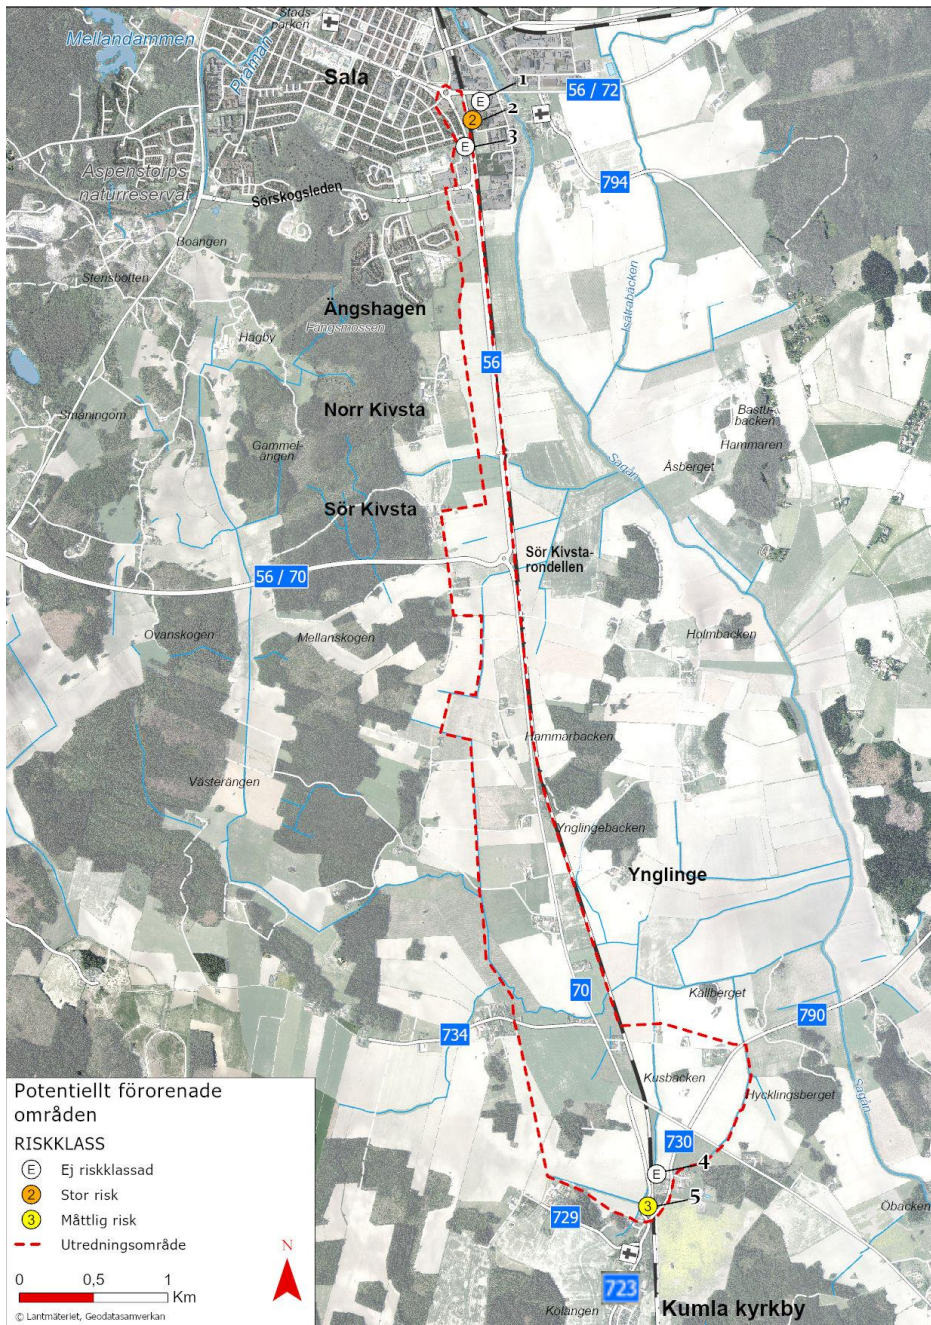 Stads-
parken
Mellandammen
Pråmån
Sala
1
E
56 / 72
2
2
E
3
794
Aspenstorps
naturreservat
Sörskogsleden
Boängen
Stensbotten
Isätrabäcken
Ängshagen
Fängsmossen
Hagby
56
Norr Kivsta
Småningom
Bastu-
backen
Hammaren
Gammel-
ängen
Åsberget
Sagån
Sör Kivsta
Sör Kivsta-
rondellen
56 / 70
Ovanskogen
Mellanskogen
Holmbacken
Hammarbacken
Västerängen
Ynglingebacken
Ynglinge
70
Källberget
790
734
Kusbacken
Hycklingsberget
Sagån
730
4
E
5
3
729
Öbacken
723
Kolängen
Kumla kyrkby
Potentiellt förorenade
områden
RISKKLASS
E Ej riskklassad
2 Stor risk
3 Måttlig risk
Utredningsområde
N
0 0,5 1
Km
© Lantmäteriet, Geodatasamverkan